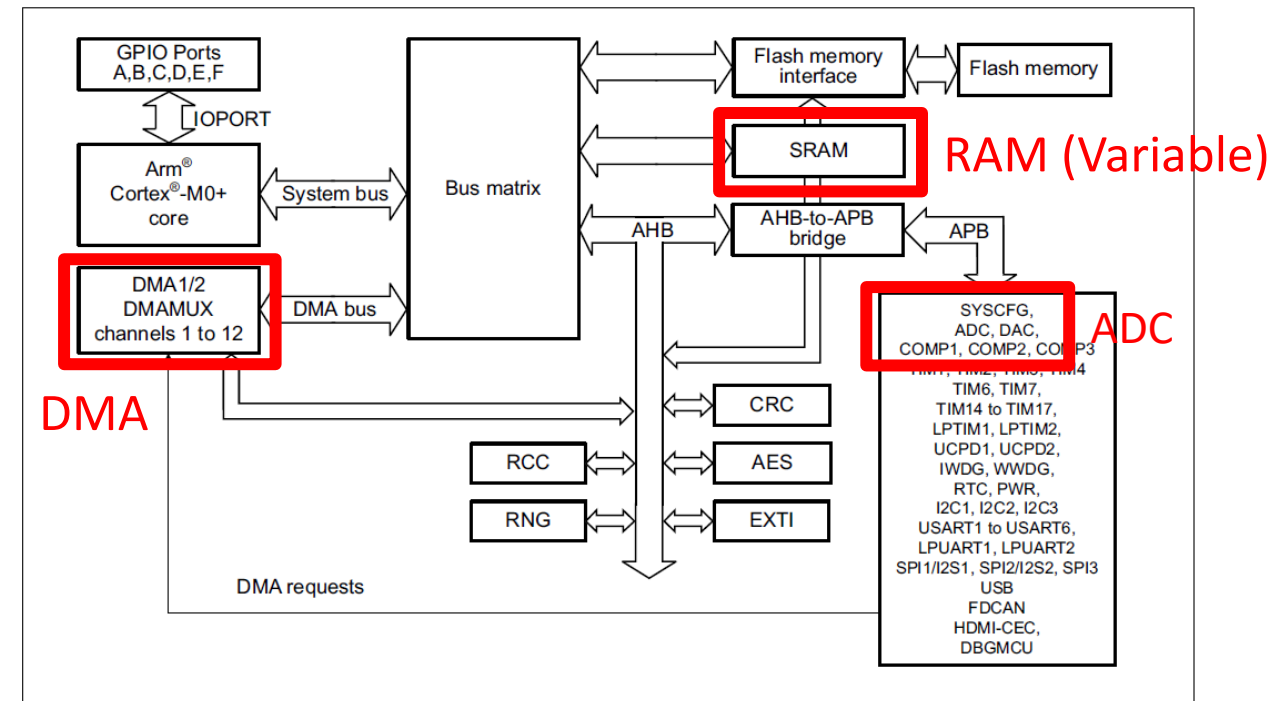 GPIO Ports
A,B,C,D,E,F
IOPORT
Arm®
Cortex®-M0+
core
System bus
Bus matrix
Flash memory
interface
Flash memory
SRAM
RAM (Variable)
AHB
AHB-to-APB
bridge
APB
DMA1/2
DMAMUX
channels 1 to 12
DMA bus
DMA
SYSCFG,
ADC, DAC,
COMP1, COMP2, COMP3
TIM1, TIM2, TIM3, TIM4
TIM6, TIM7,
TIM14 to TIM17,
LPTIM1, LPTIM2,
UCPD1, UCPD2,
IWDG, WWDG,
RTC, PWR,
I2C1, I2C2, I2C3
USART1 to USART6,
LPUART1, LPUART2
SPI1/I2S1, SPI2/I2S2, SPI3
USB
FDCAN
HDMI-CEC,
DBGMCU
ADC
CRC
RCC
AES
RNG
EXTI
DMA requests